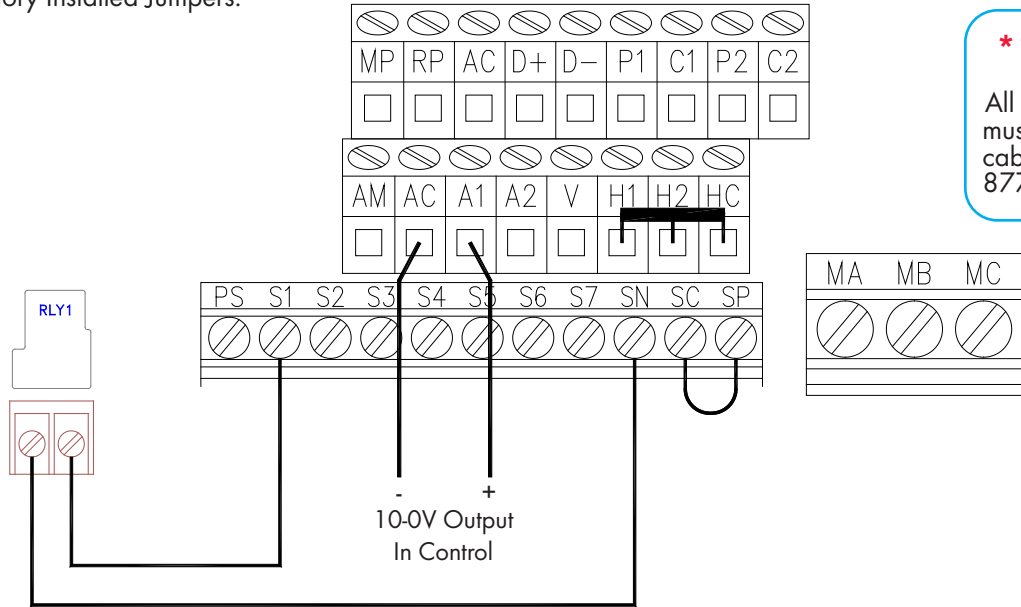 ory Installed Jumpers.
*
MP RP AC D+ D- P1 C1 P2 C2
All
mus
cab
877
AM AC A1 A2 V H1 H2 HC
MA MB MC
PS S1 S2 S3 S4 S5 S6 S7 SN SC SP
RLY1
- +
10-0V Output
In Control